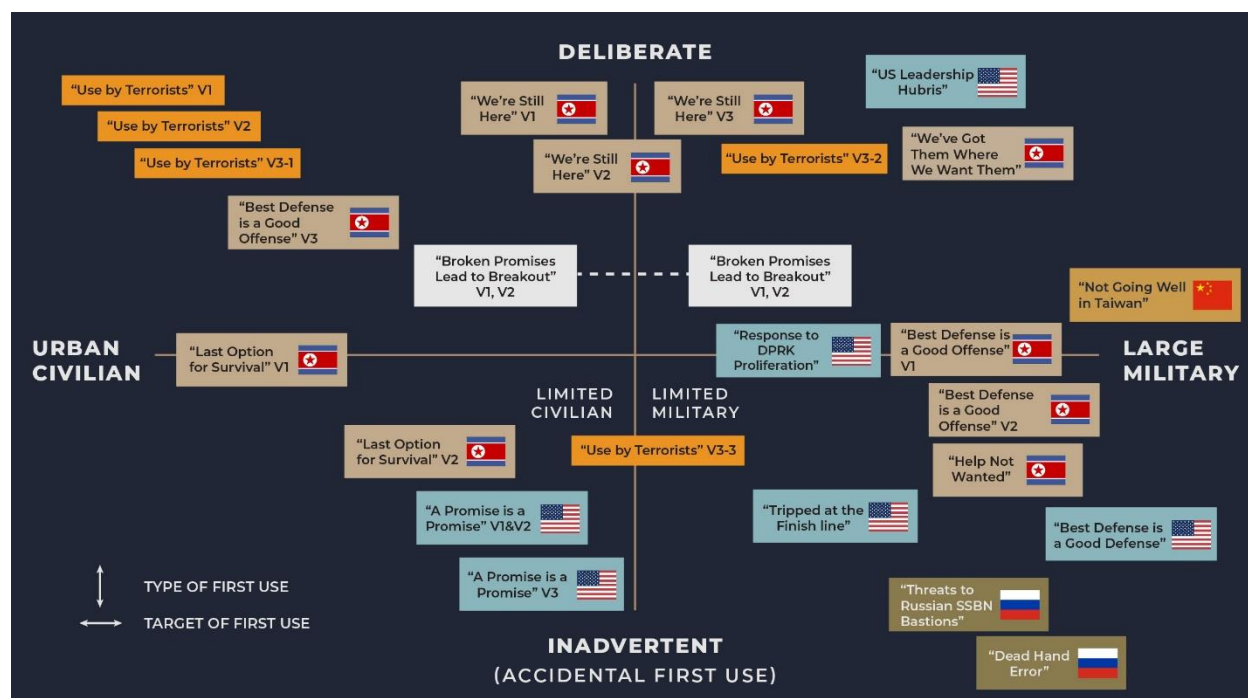 DELIBERATE
“Use by Terrorists” V1
“Use by Terrorists” V2
“Use by Terrorists” V3-1
“We’re Still
Here” V1
“We’re Still
Here” V2
“We’re Still
Here” V3
“Use by Terrorists” V3-2
“US Leadership
Hubris”
“We’ve Got
Them Where
We Want Them”
“Best Defense
is a Good
Offense” V3
“Broken Promises
Lead to Breakout”
V1, V2
“Broken Promises
Lead to Breakout”
V1, V2
“Not Going Well
in Taiwan”
URBAN
CIVILIAN
“Last Option
for Survival” V1
“Response to
DPRK
Proliferation”
“Best Defense is
a Good Offense”
V1
LARGE
MILITARY
LIMITED
CIVILIAN
LIMITED
MILITARY
“Best Defense
is a Good
Offense” V2
“Last Option
for Survival” V2
“Use by Terrorists” V3-3
“Help Not
Wanted”
“A Promise is a
Promise” V1&V2
“Tripped at the
Finish line”
“Best Defense is
a Good Defense”
“A Promise is a
Promise” V3
“Threats to
Russian SSBN
Bastions”
“Dead Hand
Error”
TYPE OF FIRST USE
TARGET OF FIRST USE
INADVERTENT
(ACCIDENTAL FIRST USE)